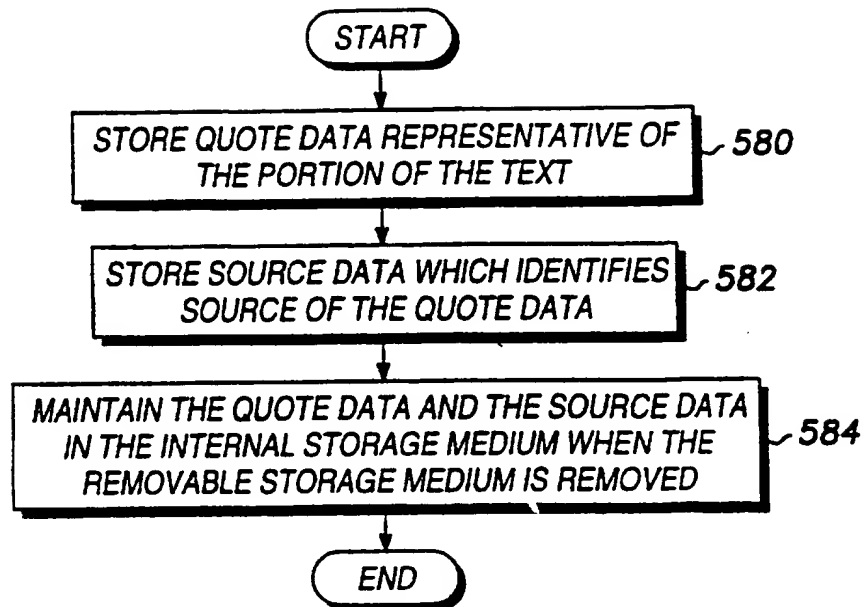 START
STORE QUOTE DATA REPRESENTATIVE OF
THE PORTION OF THE TEXT
580
STORE SOURCE DATA WHICH IDENTIFIES
SOURCE OF THE QUOTE DATA
582
MAINTAIN THE QUOTE DATA AND THE SOURCE DATA
IN THE INTERNAL STORAGE MEDIUM WHEN THE
REMOVABLE STORAGE MEDIUM IS REMOVED
584
END